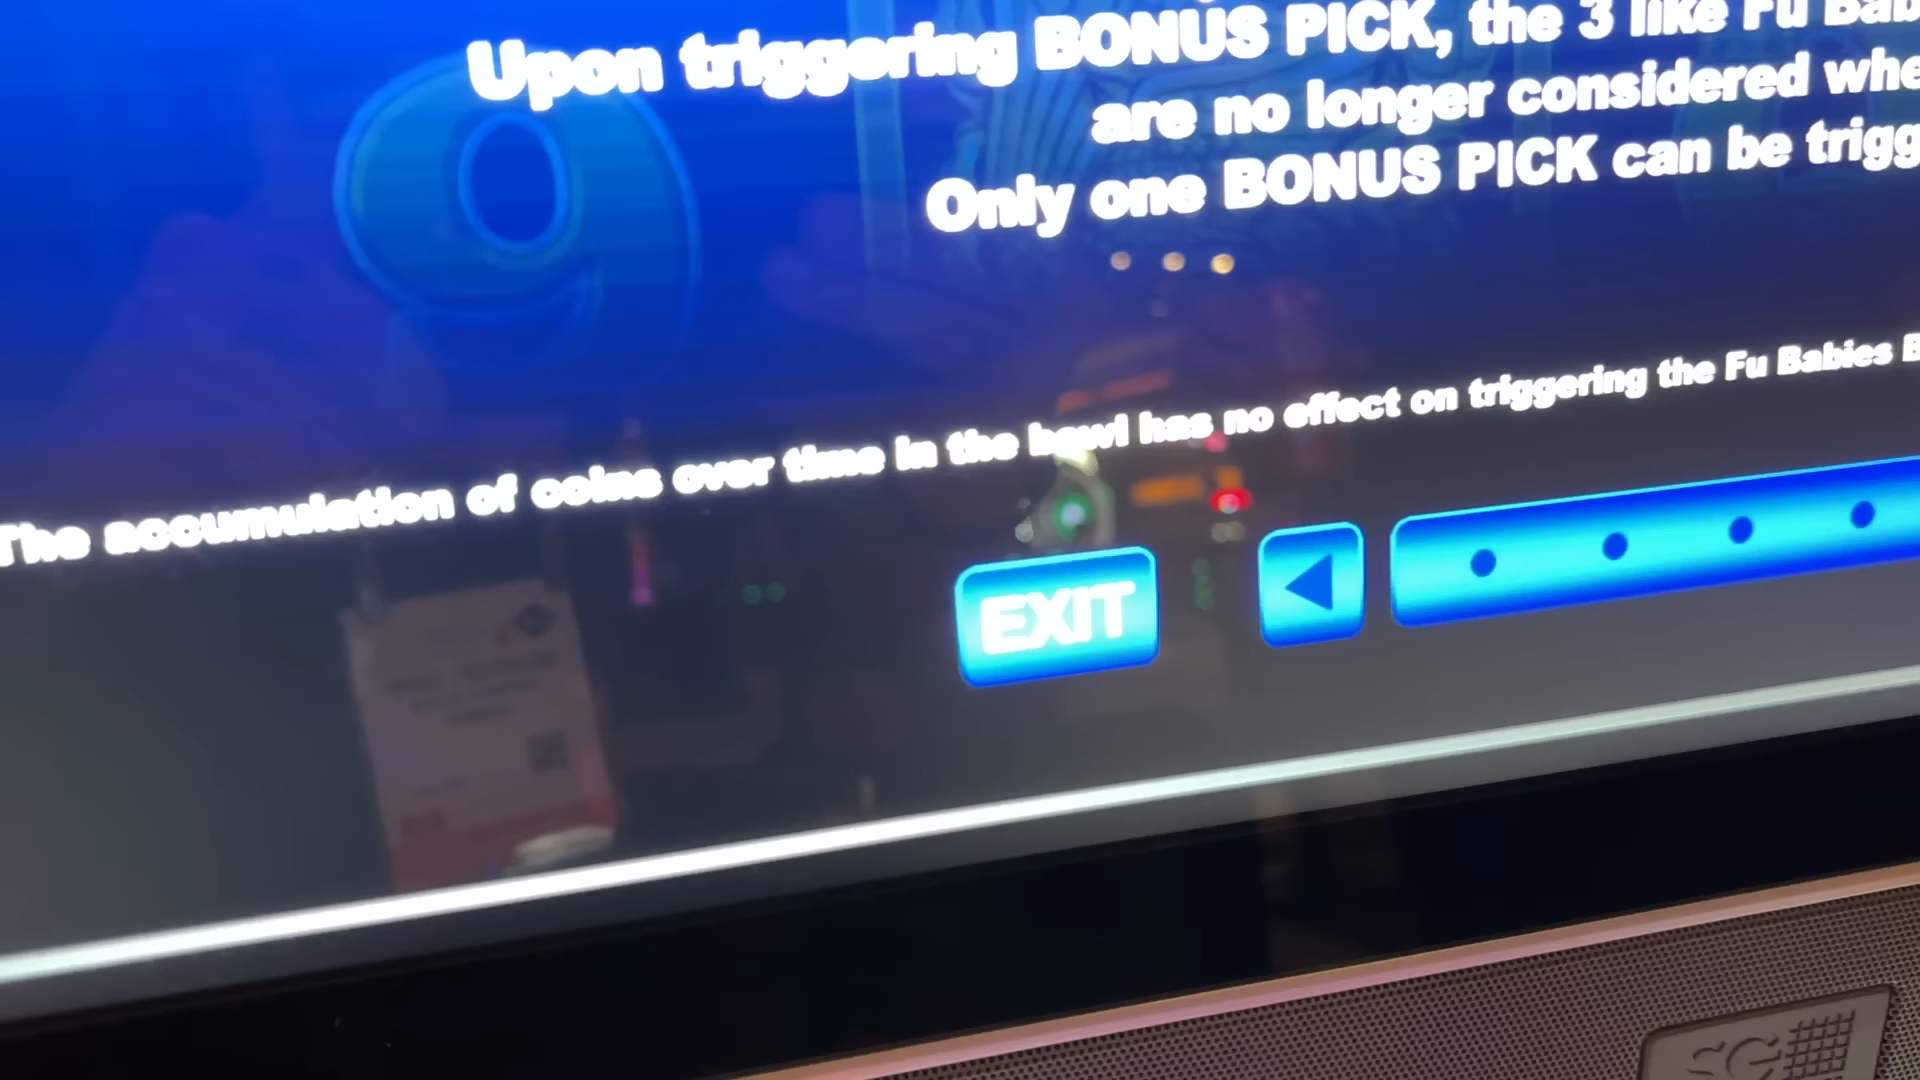 Upon triggering BONUS PICK, the 3 like Fu Bab
are no longer considered whe
Only one BONUS PICK can be trigg
9
The accumulation of coins over time in the bowl has no effect on triggering the Fu Babies B
EXIT